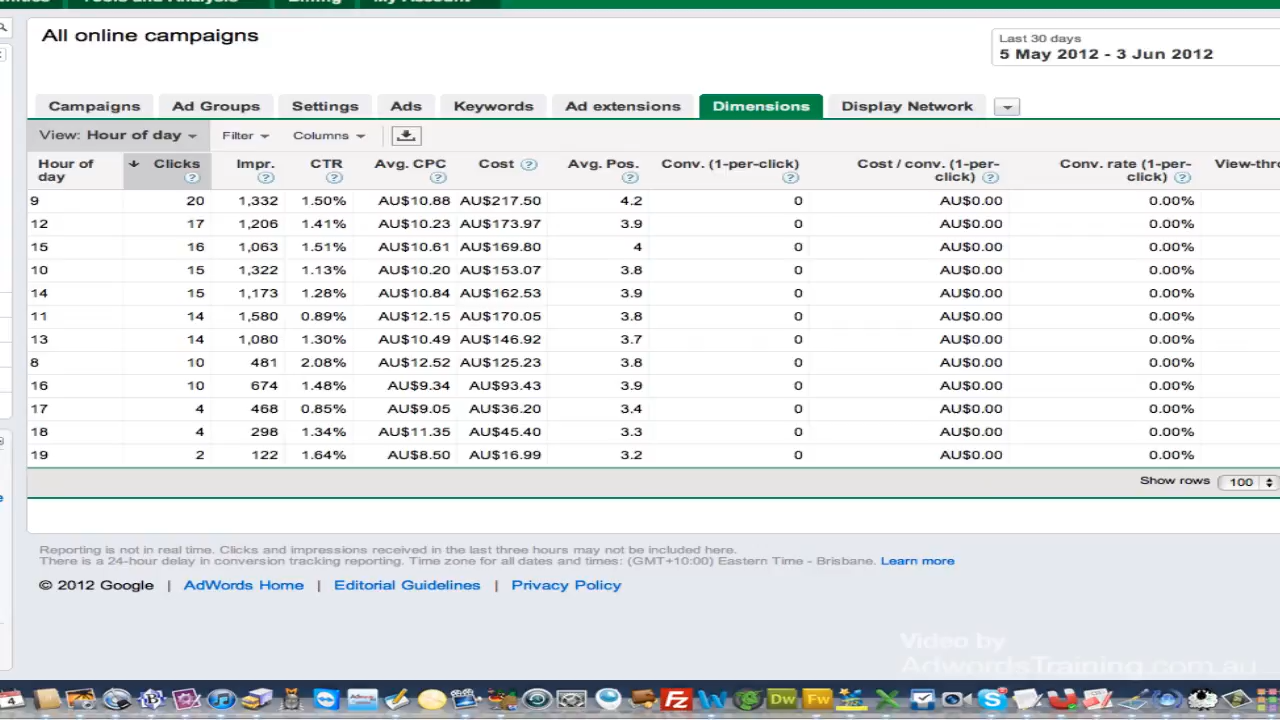 Tools and Analysis Billing My Account
All online campaigns
Last 30 days
5 May 2012 - 3 Jun 2012
Campaigns Ad Groups Settings Ads Keywords Ad extensions Dimensions Display Network
View: Hour of day Filter Columns
Hour of day Clicks ? Impr. ? CTR ? Avg. CPC ? Cost ? Avg. Pos. ? Conv. (1-per-click) ? Cost / conv. (1-per-click) ? Conv. rate (1-per-click) ? View-thro
9 20 1,332 1.50% AU$10.88 AU$217.50 4.2 0 AU$0.00 0.00%
12 17 1,206 1.41% AU$10.23 AU$173.97 3.9 0 AU$0.00 0.00%
15 16 1,063 1.51% AU$10.61 AU$169.80 4 0 AU$0.00 0.00%
10 15 1,322 1.13% AU$10.20 AU$153.07 3.8 0 AU$0.00 0.00%
14 15 1,173 1.28% AU$10.84 AU$162.53 3.9 0 AU$0.00 0.00%
11 14 1,580 0.89% AU$12.15 AU$170.05 3.8 0 AU$0.00 0.00%
13 14 1,080 1.30% AU$10.49 AU$146.92 3.7 0 AU$0.00 0.00%
8 10 481 2.08% AU$12.52 AU$125.23 3.8 0 AU$0.00 0.00%
16 10 674 1.48% AU$9.34 AU$93.43 3.9 0 AU$0.00 0.00%
17 4 468 0.85% AU$9.05 AU$36.20 3.4 0 AU$0.00 0.00%
18 4 298 1.34% AU$11.35 AU$45.40 3.3 0 AU$0.00 0.00%
19 2 122 1.64% AU$8.50 AU$16.99 3.2 0 AU$0.00 0.00%
Show rows 100
Reporting is not in real time. Clicks and impressions received in the last three hours may not be included here.
There is a 24-hour delay in conversion tracking reporting. Time zone for all dates and times: (GMT+10:00) Eastern Time - Brisbane. Learn more
© 2012 Google | AdWords Home | Editorial Guidelines | Privacy Policy
Video by
AdwordsTraining.com.au
4 Fz W Dw Fw X S